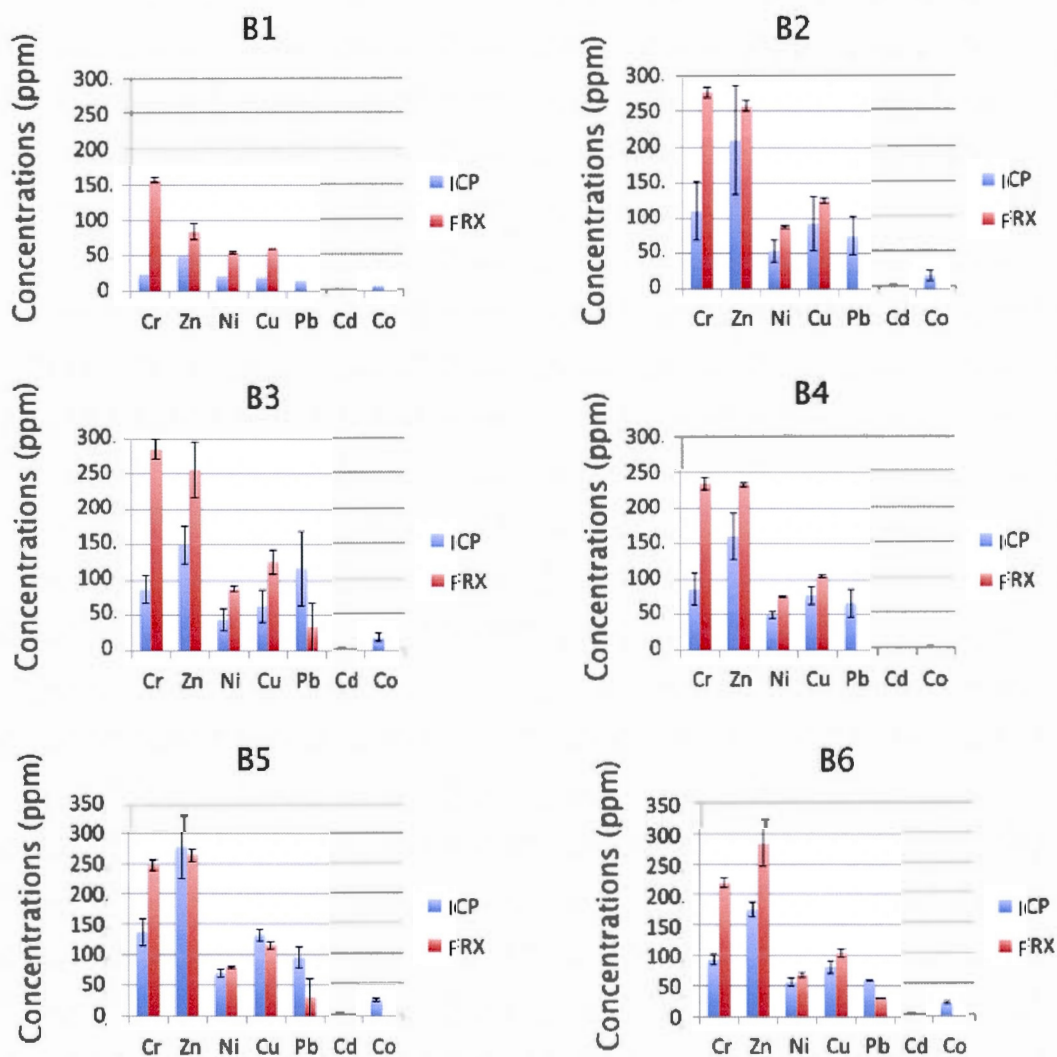 B1
Concentrations (ppm)
300.
250
200
150
100
50
0
Cr Zn Ni Cu Pb Cd Co
ICP
FRX
B2
Concentrations (ppm)
300
250
200
150
100
50
0
Cr Zn Ni Cu Pb Cd Co
ICP
FRX
B3
Concentrations (ppm)
300.
250
200.
150.
100
50
0
Cr Zn Ni Cu Pb Cd Co
ICP
FRX
B4
Concentrations (ppm)
300.
250
200
150
100
50
0
Cr Zn Ni Cu Pb Cd Co
ICP
FRX
B5
Concentrations (ppm)
350
300
250
200
150
100
50
0
Cr Zn Ni Cu Pb Cd Co
ICP
FRX
B6
Concentrations (ppm)
350
300
250
200
150
100
50
0
Cr Zn Ni Cu Pb Cd Co
ICP
FRX